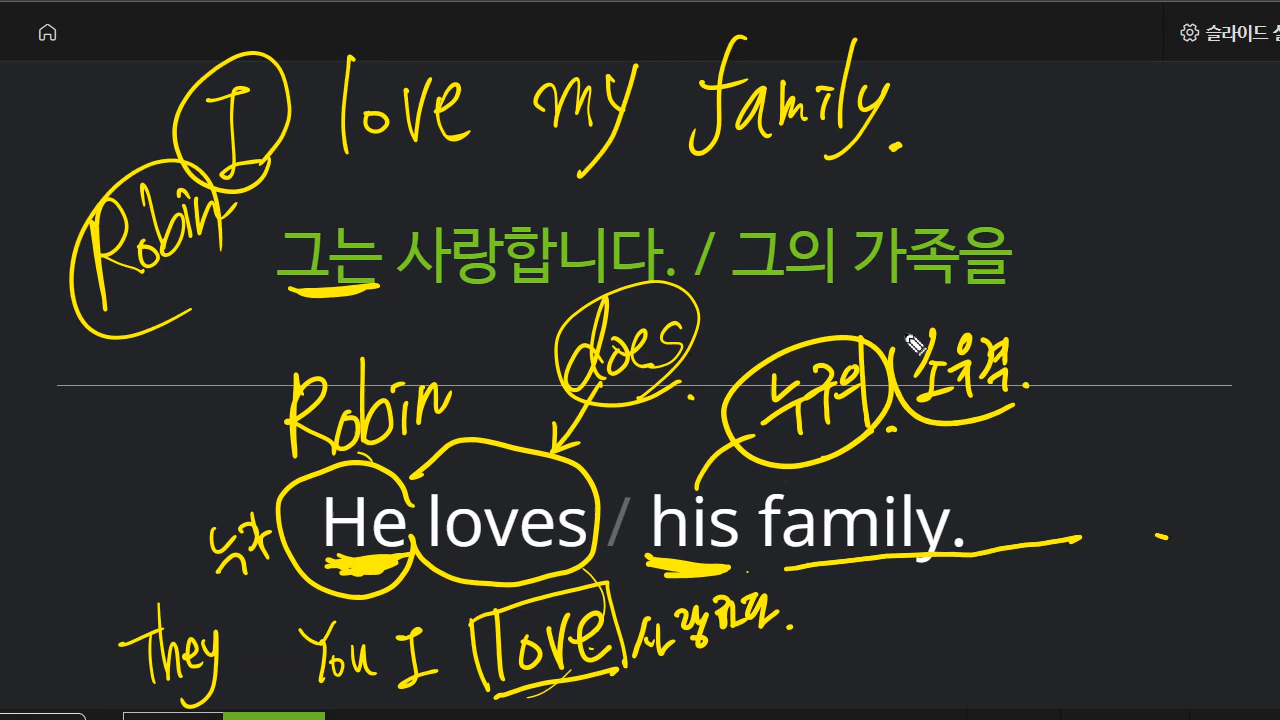 슬라이드
I love my family.
Robin
그는 사랑합니다. / 그의 가족을
does.
누구의. 소유격.
Robin
He loves / his family.
누가
They You I love 사랑하다.